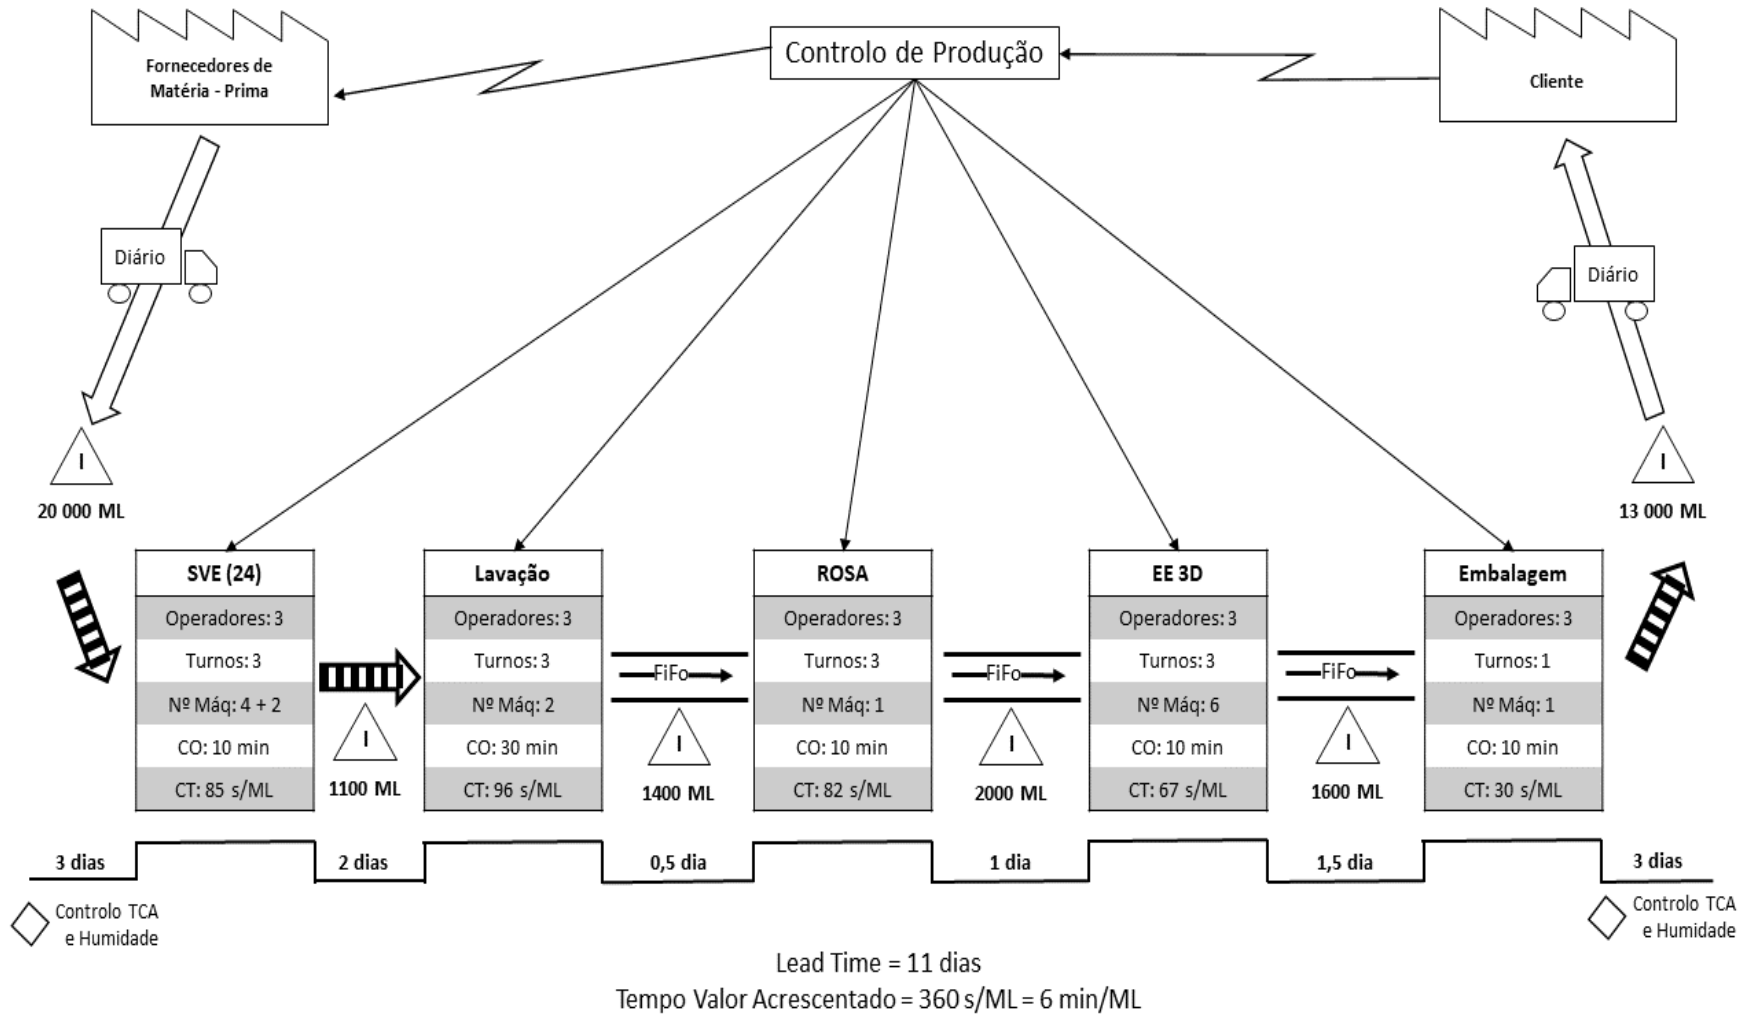 Controlo de Produção
Fornecedores de
Matéria - Prima
Cliente
Diário
Diário
I
20 000 ML
I
13 000 ML
SVE (24)
Operadores: 3
Turnos: 3
Nº Máq: 4 + 2
CO: 10 min
CT: 85 s/ML
I
1100 ML
Lavação
Operadores: 3
Turnos: 3
Nº Máq: 2
CO: 30 min
CT: 96 s/ML
FiFo
I
1400 ML
ROSA
Operadores: 3
Turnos: 3
Nº Máq: 1
CO: 10 min
CT: 82 s/ML
FiFo
I
2000 ML
EE 3D
Operadores: 3
Turnos: 3
Nº Máq: 6
CO: 10 min
CT: 67 s/ML
FiFo
I
1600 ML
Embalagem
Operadores: 3
Turnos: 1
Nº Máq: 1
CO: 10 min
CT: 30 s/ML
3 dias
2 dias
0,5 dia
1 dia
1,5 dia
3 dias
Controlo TCA
e Humidade
Controlo TCA
e Humidade
Lead Time = 11 dias
Tempo Valor Acrescentado = 360 s/ML = 6 min/ML